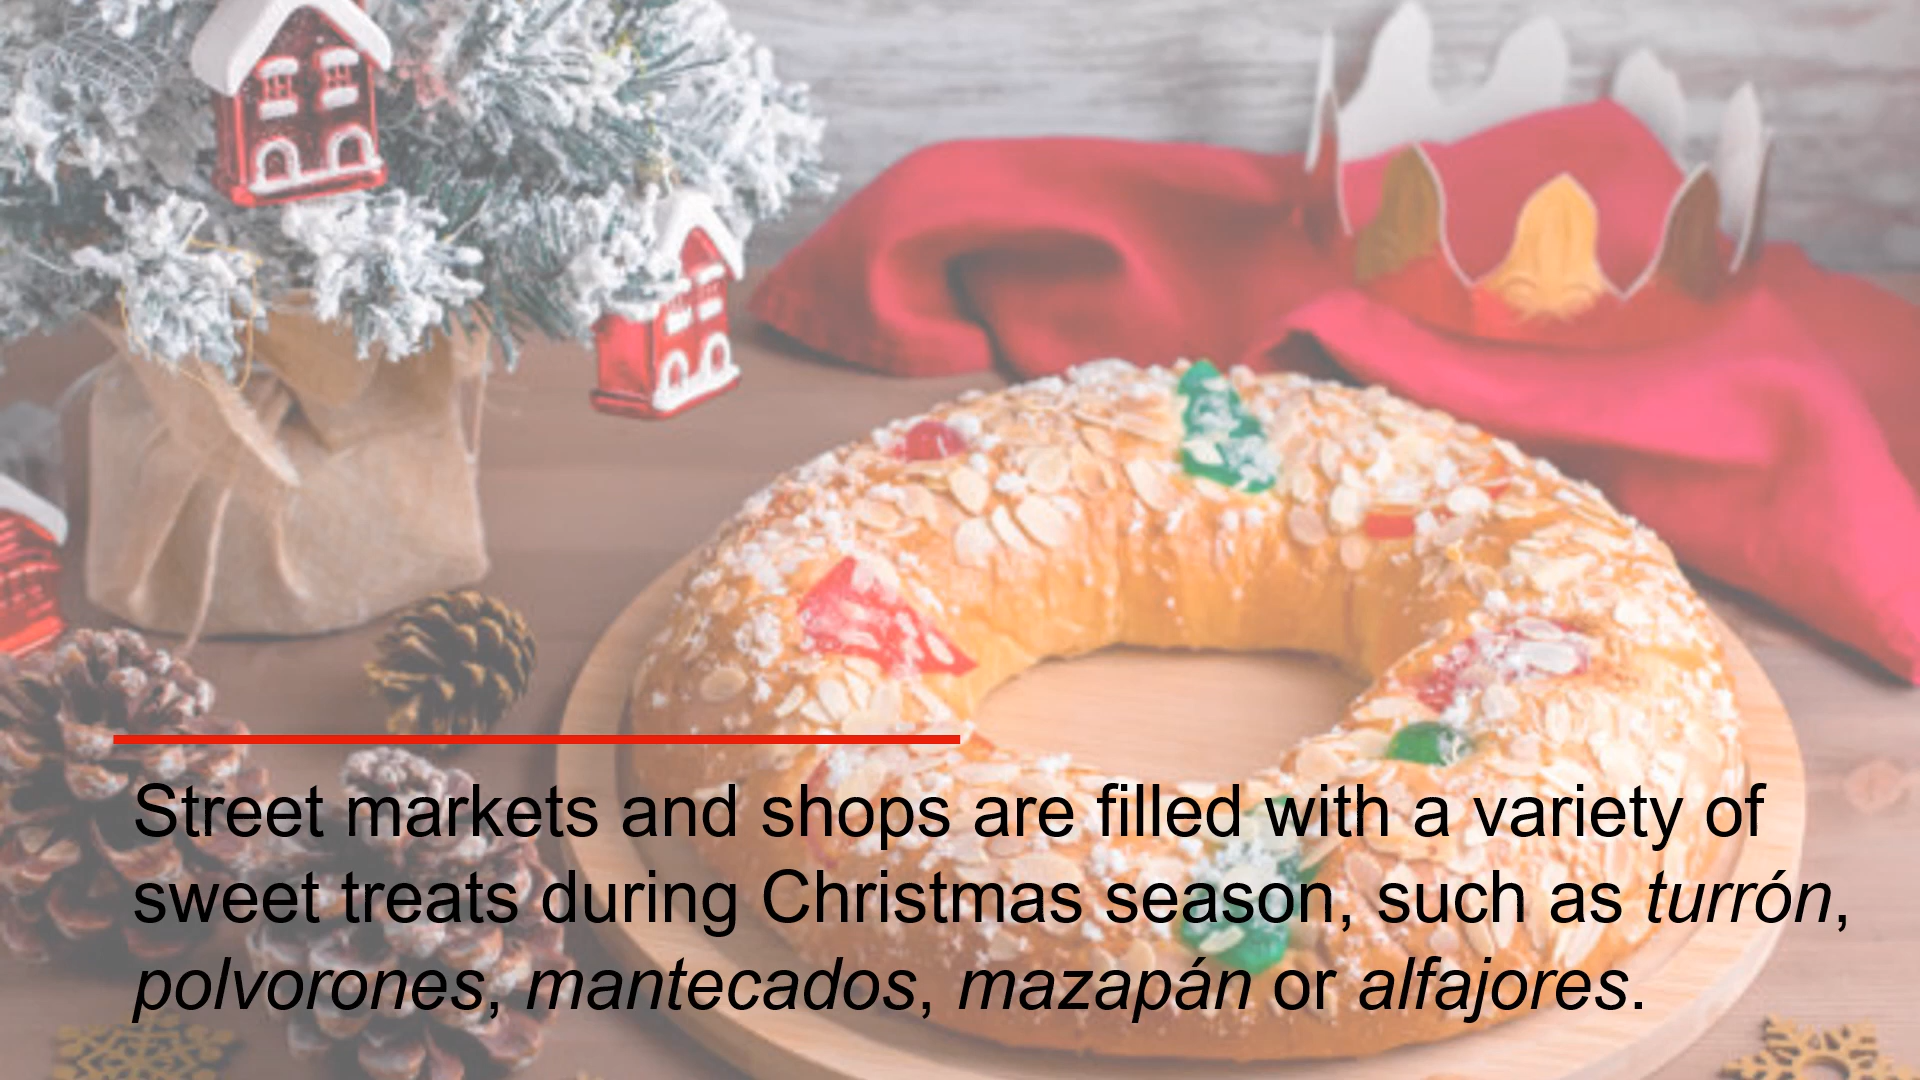 Street markets and shops are filled with a variety of
sweet treats during Christmas season, such as turrón,
polvorones, mantecados, mazapán or alfajores.